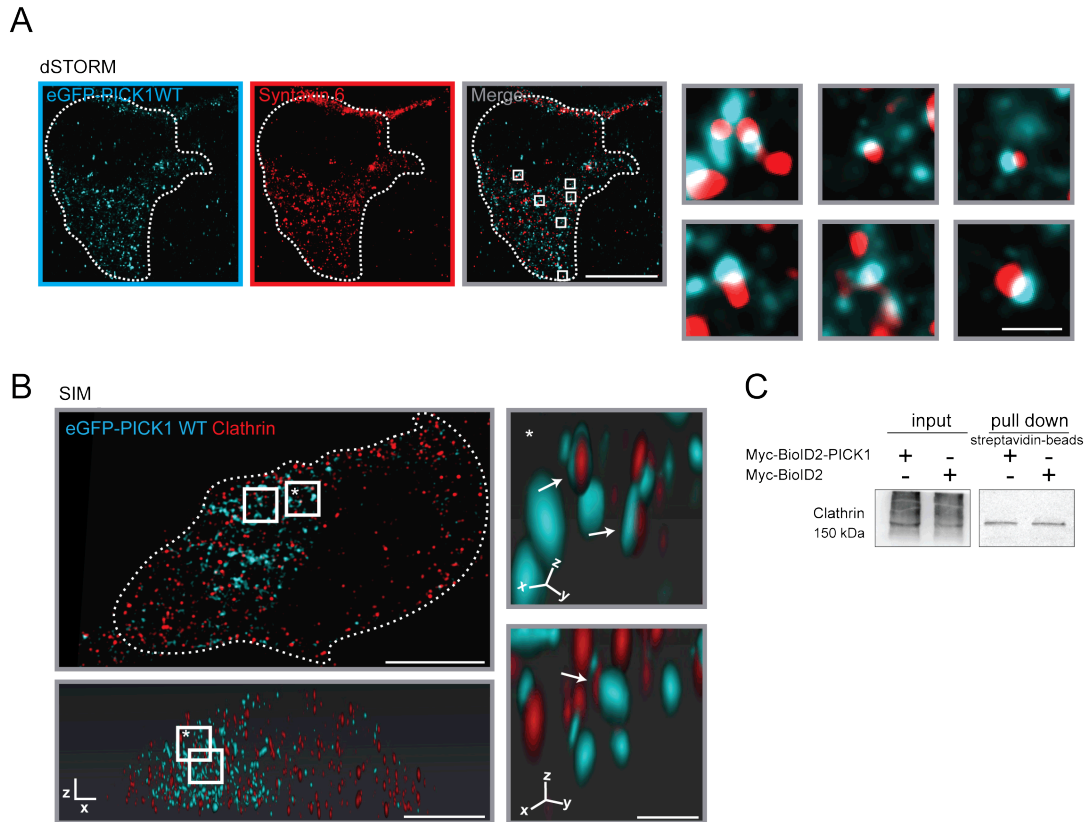 A
dSTORM
eGFP-PICK1WT
Syntaxin 6
Merge
B
SIM
eGFP-PICK1 WT Clathrin
*
*
z
x
y
*
z
x
z
x
y
C
input
pull down
streptavidin-beads
Myc-BioID2-PICK1 + - + -
Myc-BioID2 - + - +
Clathrin
150 kDa